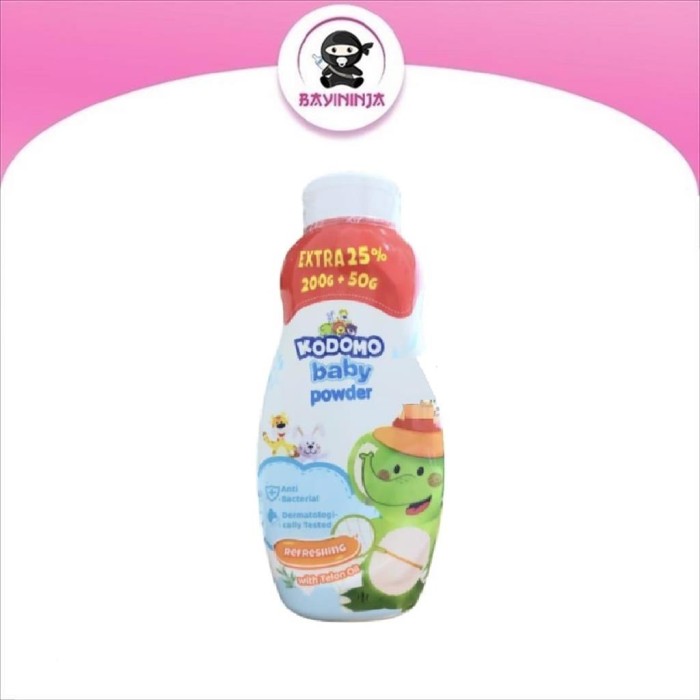 BAYININJA
EXTRA 25%
200G + 50G
KODOMO
baby
powder
Anti
Bacterial
Dermatologi-
cally Tested
Refreshing
with Telon Oil